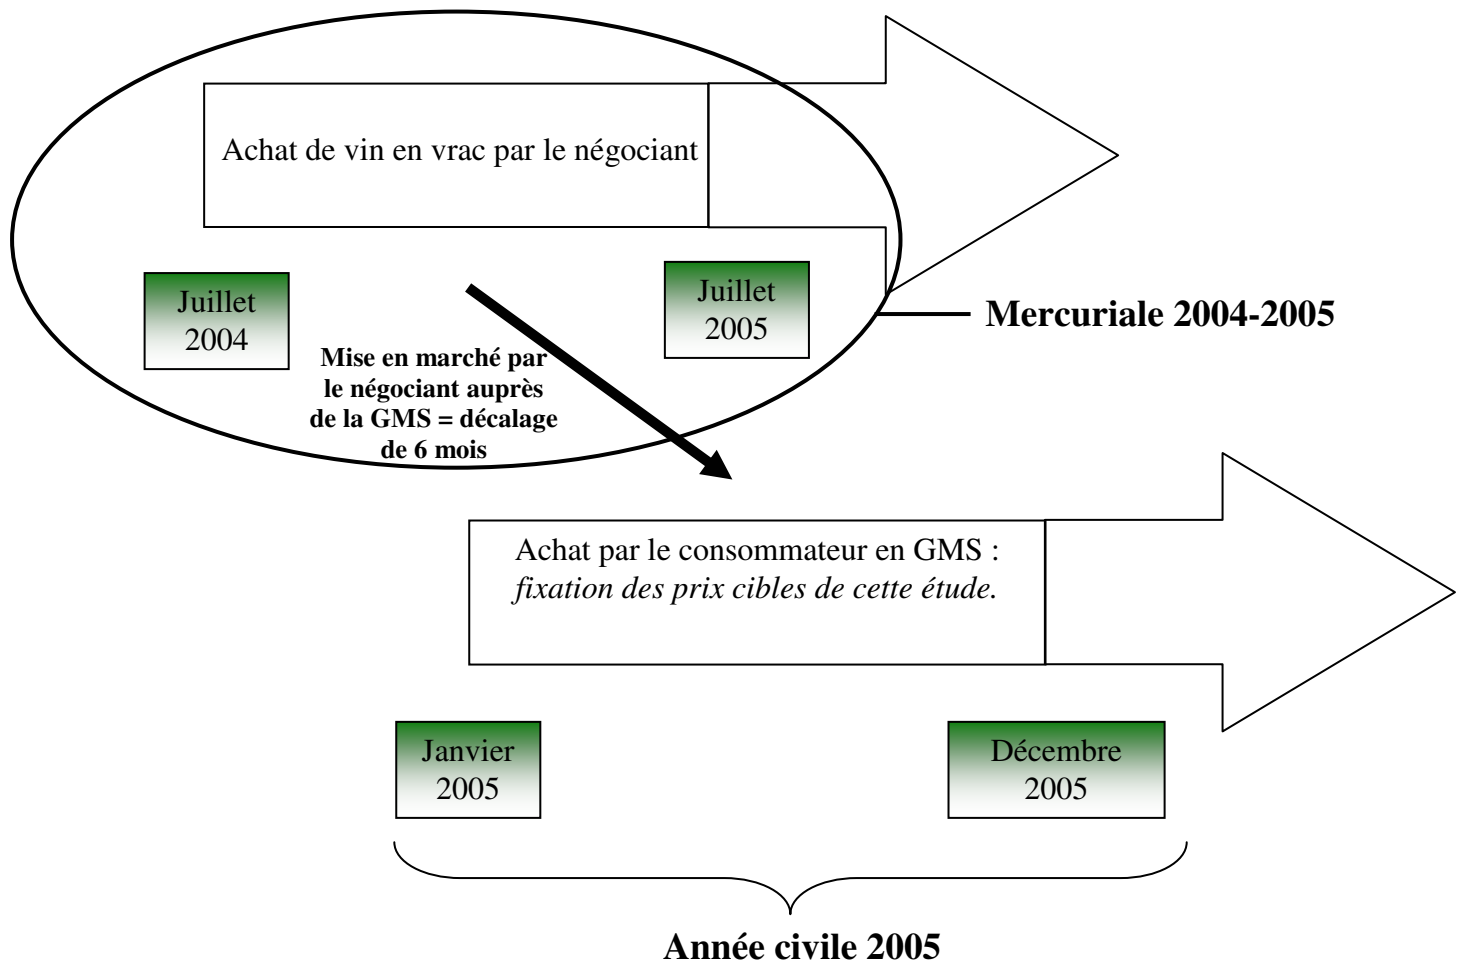 Achat de vin en vrac par le négociant
Juillet
2004
Juillet
2005
Mercuriale 2004-2005
Mise en marché par
le négociant auprès
de la GMS = décalage
de 6 mois
Achat par le consommateur en GMS :
fixation des prix cibles de cette étude.
Janvier
2005
Décembre
2005
Année civile 2005